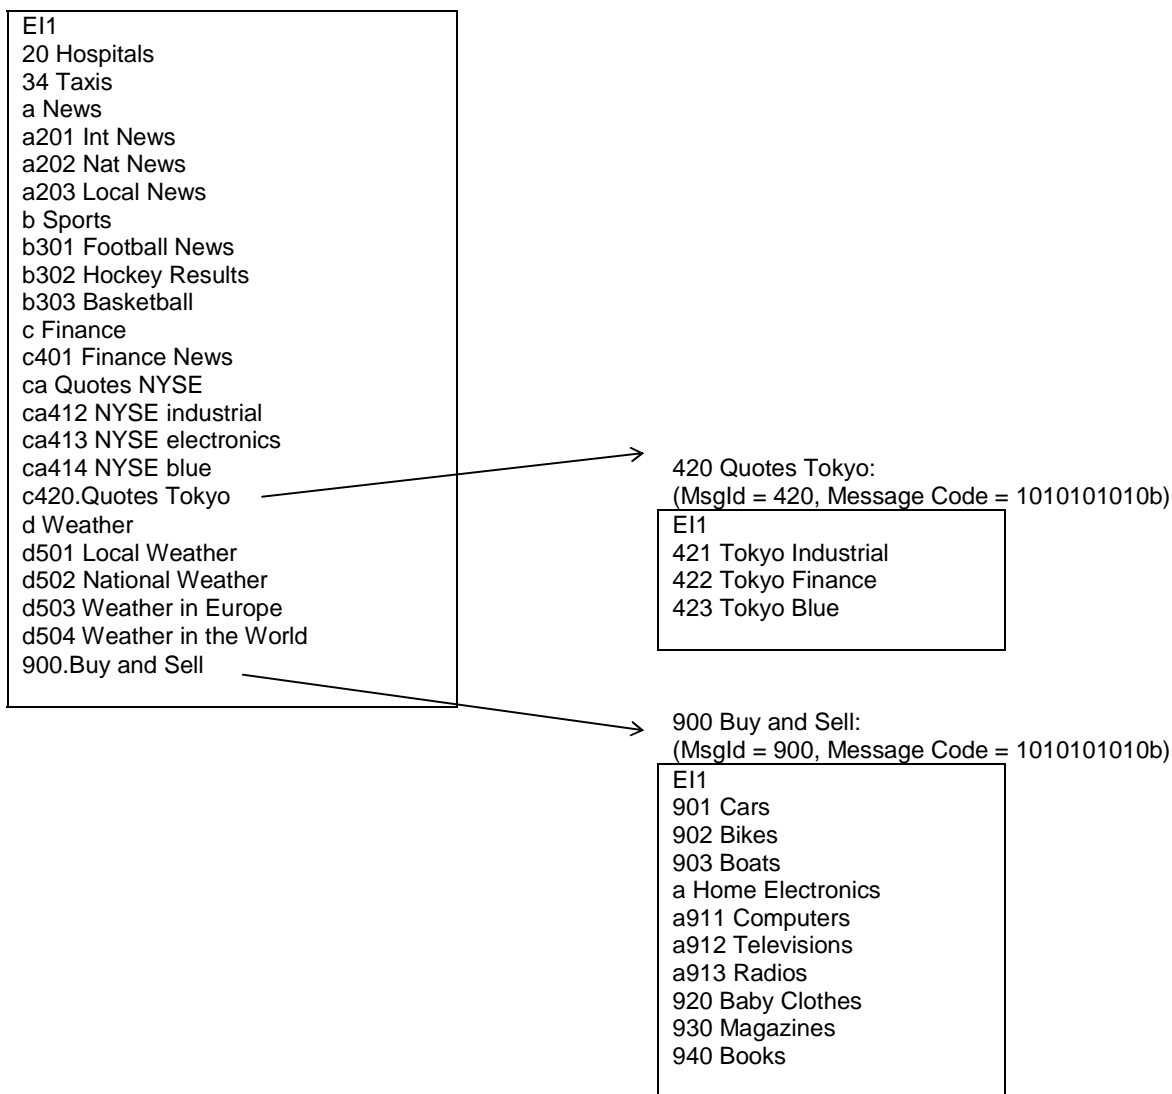 EI1
20 Hospitals
34 Taxis
a News
a201 Int News
a202 Nat News
a203 Local News
b Sports
b301 Football News
b302 Hockey Results
b303 Basketball
c Finance
c401 Finance News
ca Quotes NYSE
ca412 NYSE industrial
ca413 NYSE electronics
ca414 NYSE blue
c420.Quotes Tokyo
d Weather
d501 Local Weather
d502 National Weather
d503 Weather in Europe
d504 Weather in the World
900.Buy and Sell
420 Quotes Tokyo:
(MsgId = 420, Message Code = 1010101010b)
EI1
421 Tokyo Industrial
422 Tokyo Finance
423 Tokyo Blue
900 Buy and Sell:
(MsgId = 900, Message Code = 1010101010b)
EI1
901 Cars
902 Bikes
903 Boats
a Home Electronics
a911 Computers
a912 Televisions
a913 Radios
920 Baby Clothes
930 Magazines
940 Books